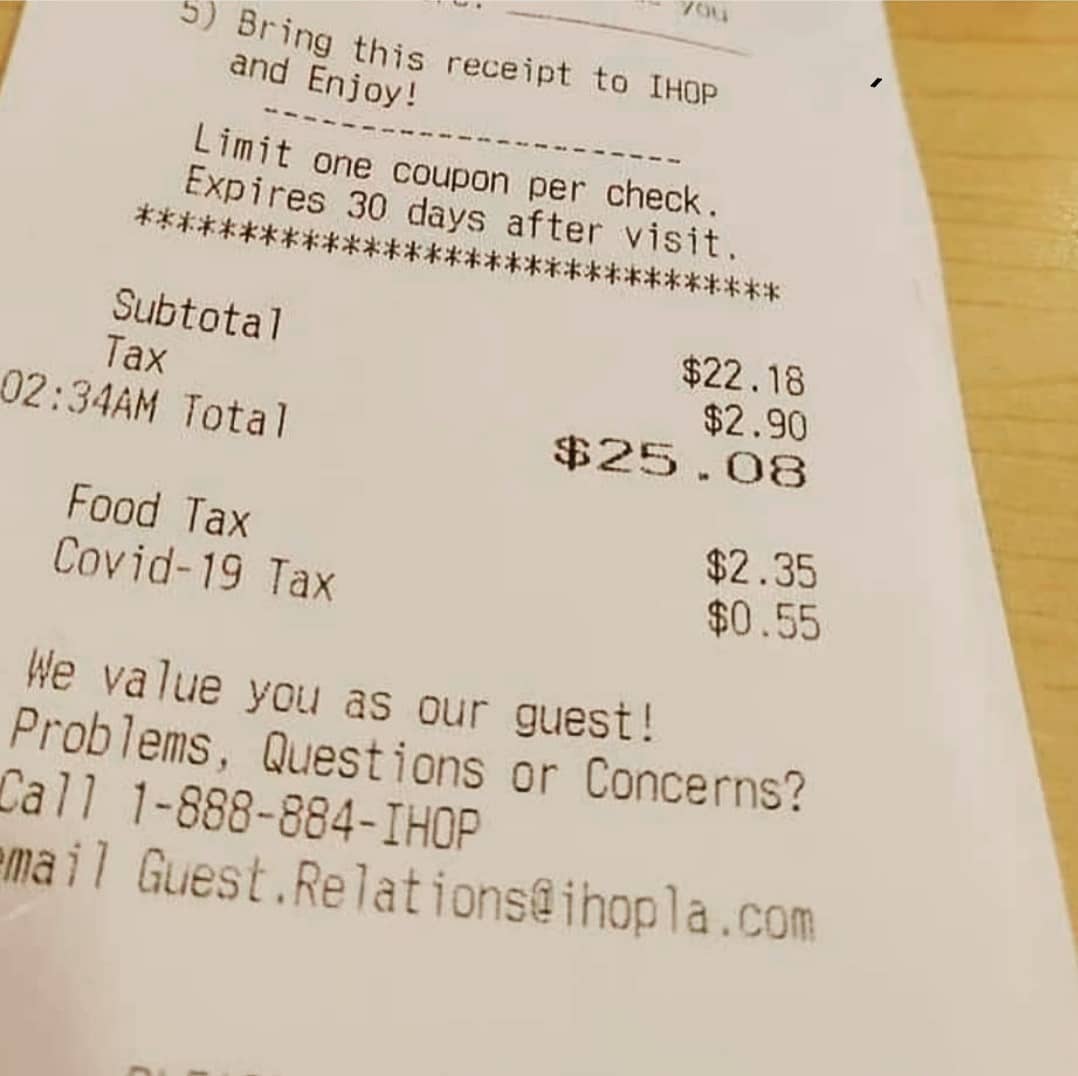 you
5) Bring this receipt to IHOP
and Enjoy!
----------------------
Limit one coupon per check.
Expires 30 days after visit.
********************************
Subtotal $22.18
Tax $2.90
02:34AM Total $25.08
Food Tax $2.35
Covid-19 Tax $0.55
We value you as our guest!
Problems, Questions or Concerns?
Call 1-888-884-IHOP
email Guest.Relations@ihopla.com